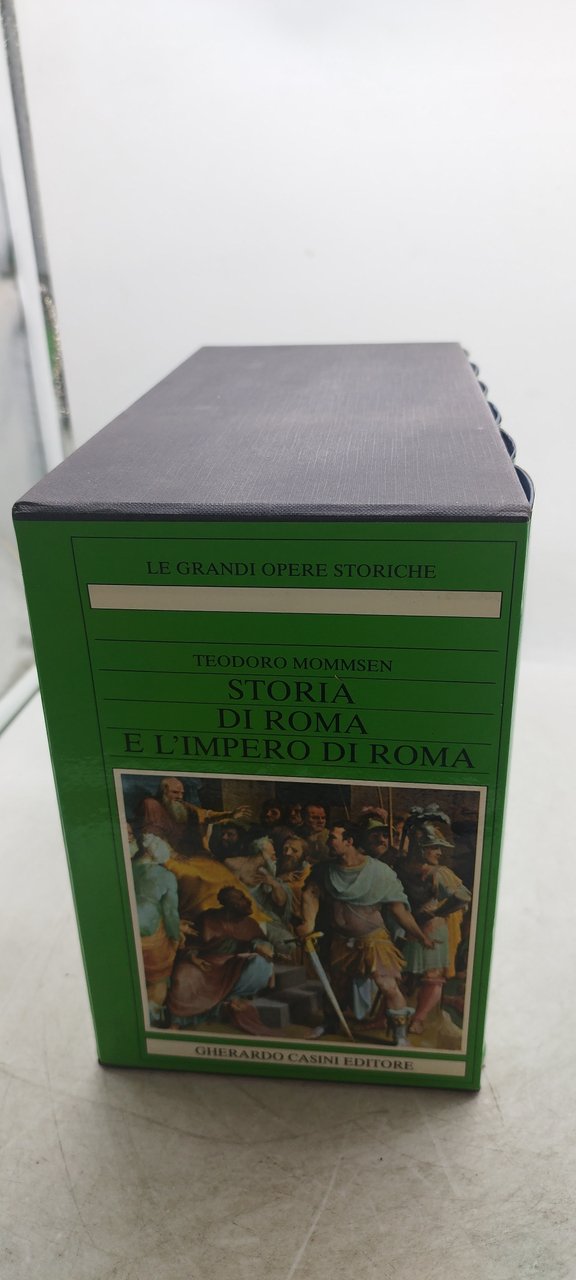 LE GRANDI OPERE STORICHE
TEODORO MOMMSEN
STORIA
DI ROMA
E L'IMPERO DI ROMA
GHERARDO CASINI EDITORE